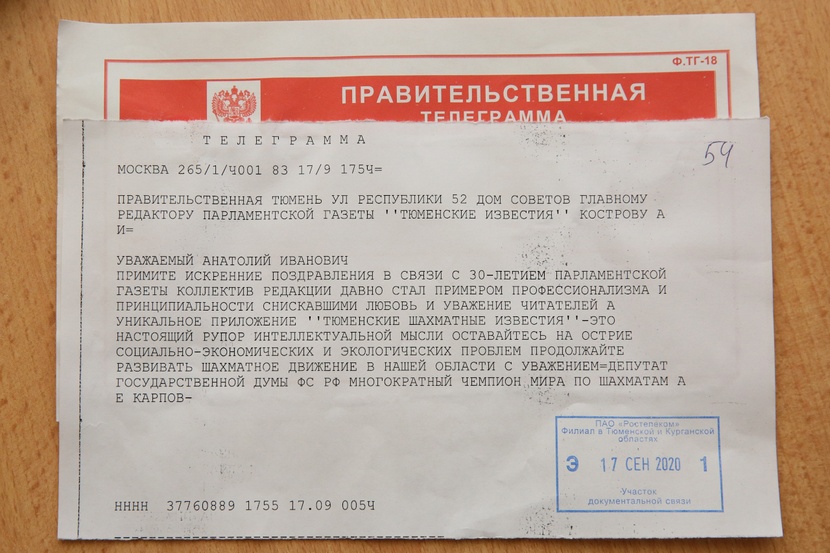 Ф.ТГ-18
ПРАВИТЕЛЬСТВЕННАЯ
ТЕЛЕГРАММА
ТЕЛЕГРАММА
54
МОСКВА 265/1/Ч001 83 17/9 175Ч=
ПРАВИТЕЛЬСТВЕННАЯ ТЮМЕНЬ УЛ РЕСПУБЛИКИ 52 ДОМ СОВЕТОВ ГЛАВНОМУ
РЕДАКТОРУ ПАРЛАМЕНТСКОЙ ГАЗЕТЫ ''ТЮМЕНСКИЕ ИЗВЕСТИЯ'' КОСТРОВУ А
И=
УВАЖАЕМЫЙ АНАТОЛИЙ ИВАНОВИЧ
ПРИМИТЕ ИСКРЕННИЕ ПОЗДРАВЛЕНИЯ В СВЯЗИ С 30-ЛЕТИЕМ ПАРЛАМЕНТСКОЙ
ГАЗЕТЫ КОЛЛЕКТИВ РЕДАКЦИИ ДАВНО СТАЛ ПРИМЕРОМ ПРОФЕССИОНАЛИЗМА И
ПРИНЦИПИАЛЬНОСТИ СНИСКАВШИМИ ЛЮБОВЬ И УВАЖЕНИЕ ЧИТАТЕЛЕЙ А
УНИКАЛЬНОЕ ПРИЛОЖЕНИЕ ''ТЮМЕНСКИЕ ШАХМАТНЫЕ ИЗВЕСТИЯ''-ЭТО
НАСТОЯЩИЙ РУПОР ИНТЕЛЛЕКТУАЛЬНОЙ МЫСЛИ ОСТАВАЙТЕСЬ НА ОСТРИЕ
СОЦИАЛЬНО-ЭКОНОМИЧЕСКИХ И ЭКОЛОГИЧЕСКИХ ПРОБЛЕМ ПРОДОЛЖАЙТЕ
РАЗВИВАТЬ ШАХМАТНОЕ ДВИЖЕНИЕ В НАШЕЙ ОБЛАСТИ С УВАЖЕНИЕМ=ДЕПУТАТ
ГОСУДАРСТВЕННОЙ ДУМЫ ФС РФ МНОГОКРАТНЫЙ ЧЕМПИОН МИРА ПО ШАХМАТАМ А
Е КАРПОВ-
ПАО «Ростелеком»
Филиал в Тюменской и Курганской
областях
Э 17 СЕН 2020 1
Участок
документальной связи
НННН 37760889 1755 17.09 005Ч